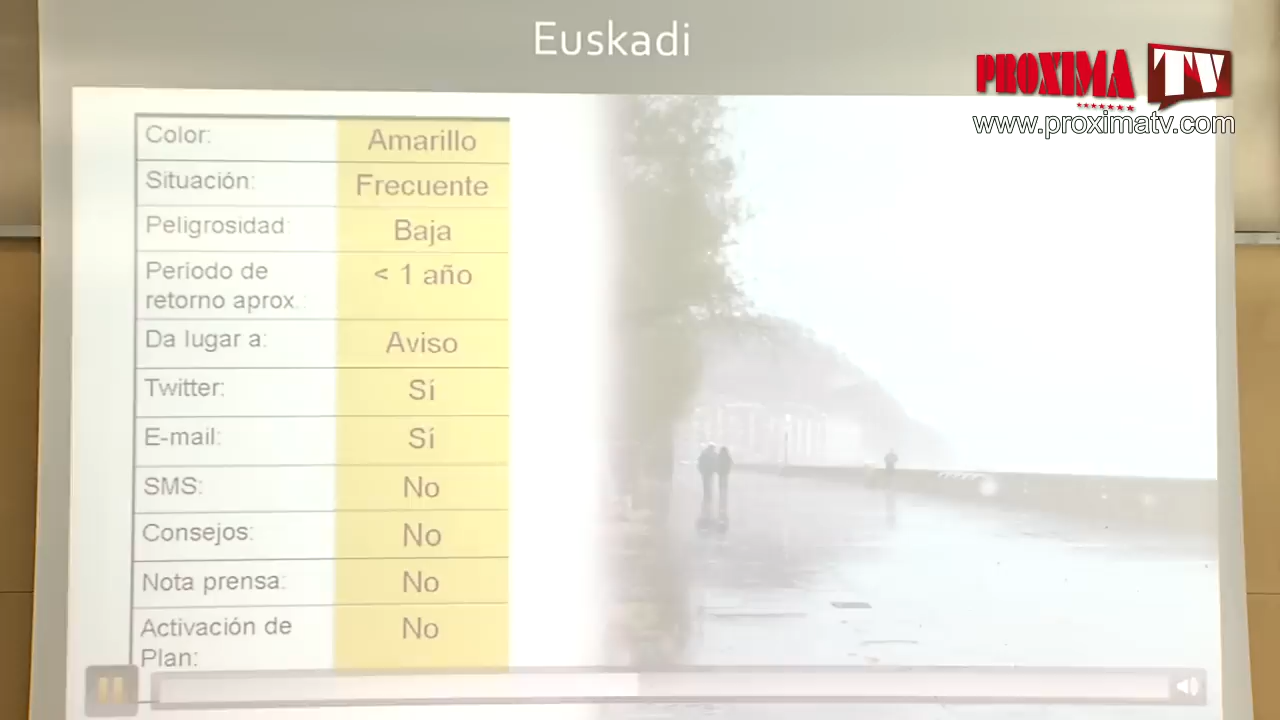 Euskadi
PROXIMA TV
www.proximatv.com
Color: Amarillo
Situación: Frecuente
Peligrosidad: Baja
Periodo de
retorno aprox.: < 1 año
Da lugar a: Aviso
Twitter: Sí
E-mail: Sí
SMS: No
Consejos: No
Nota prensa: No
Activación de
Plan: No